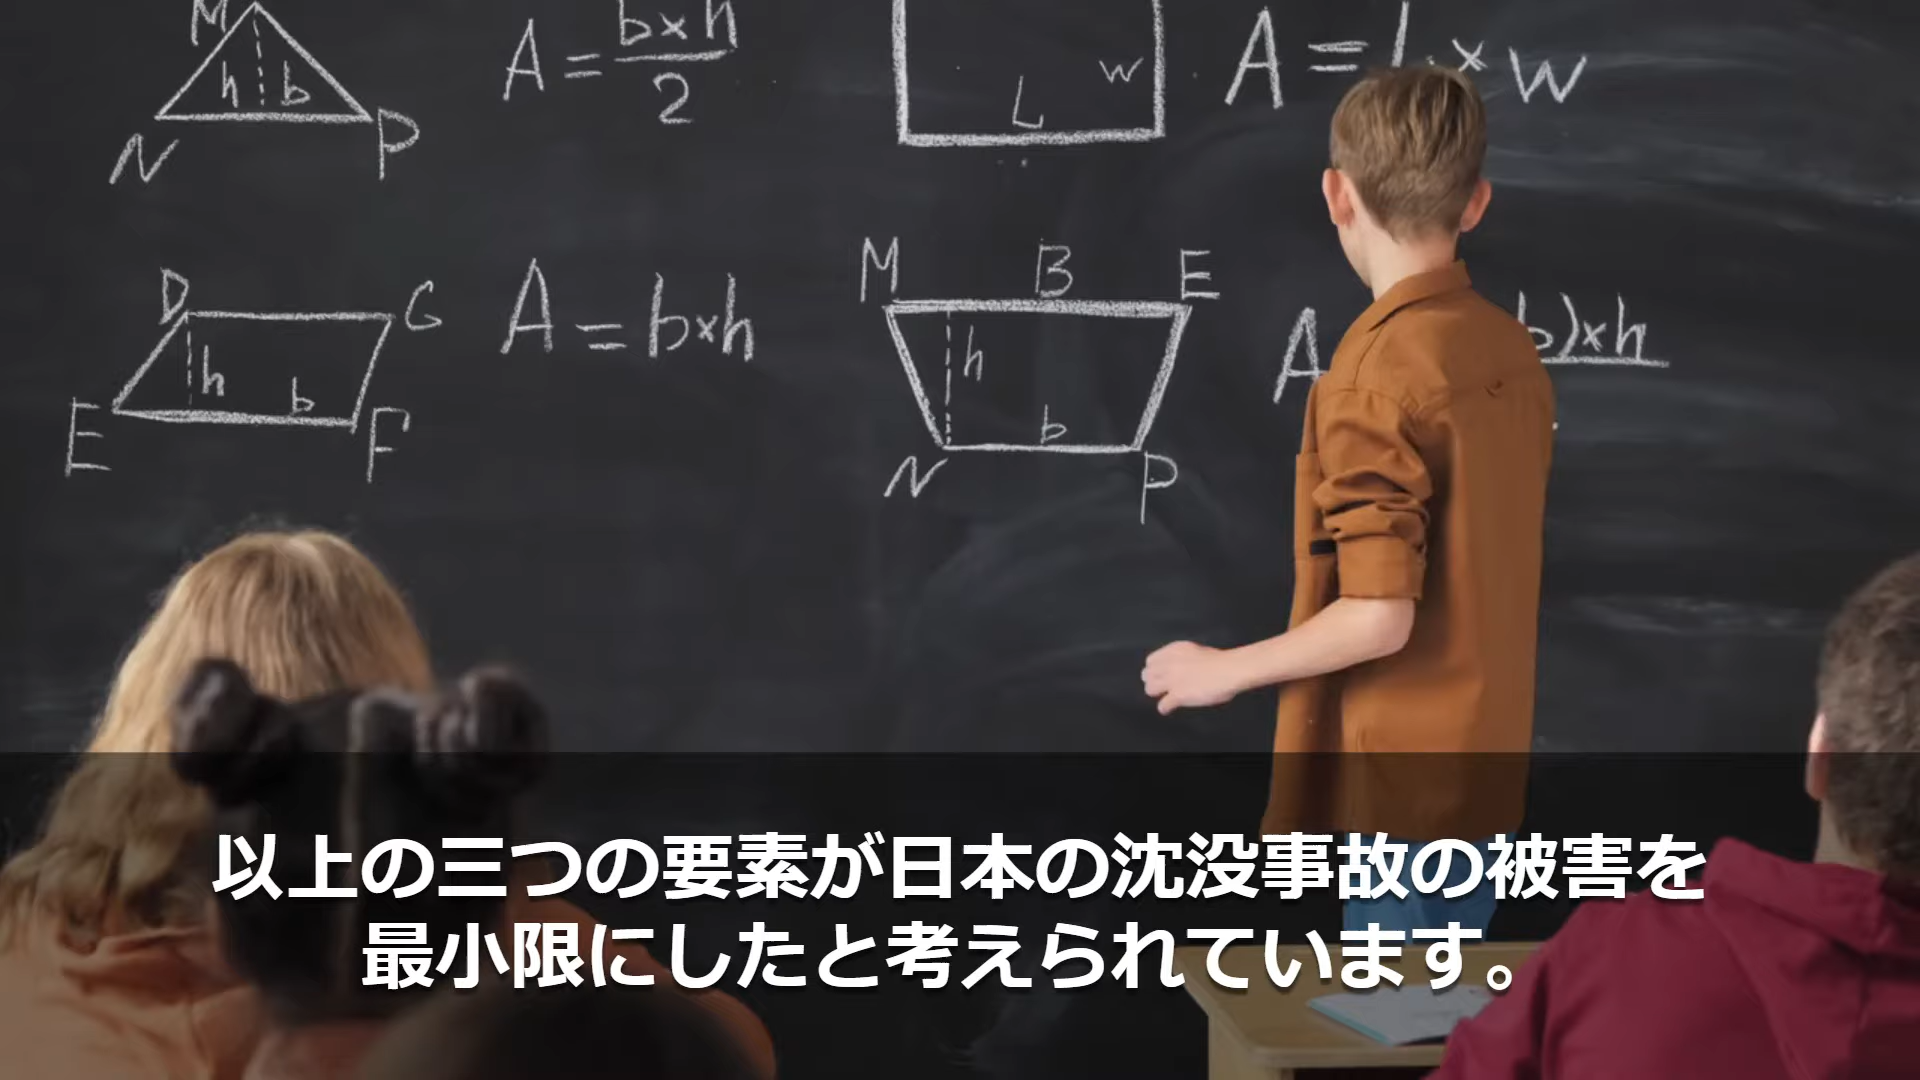 M
h b
N P
A = b×h
2
L w
A = L × w
D G
h b
E F
A = b×h
M B E
h
b
N P
A b)×h
以上の三つの要素が日本の沈没事故の被害を
最小限にしたと考えられています。